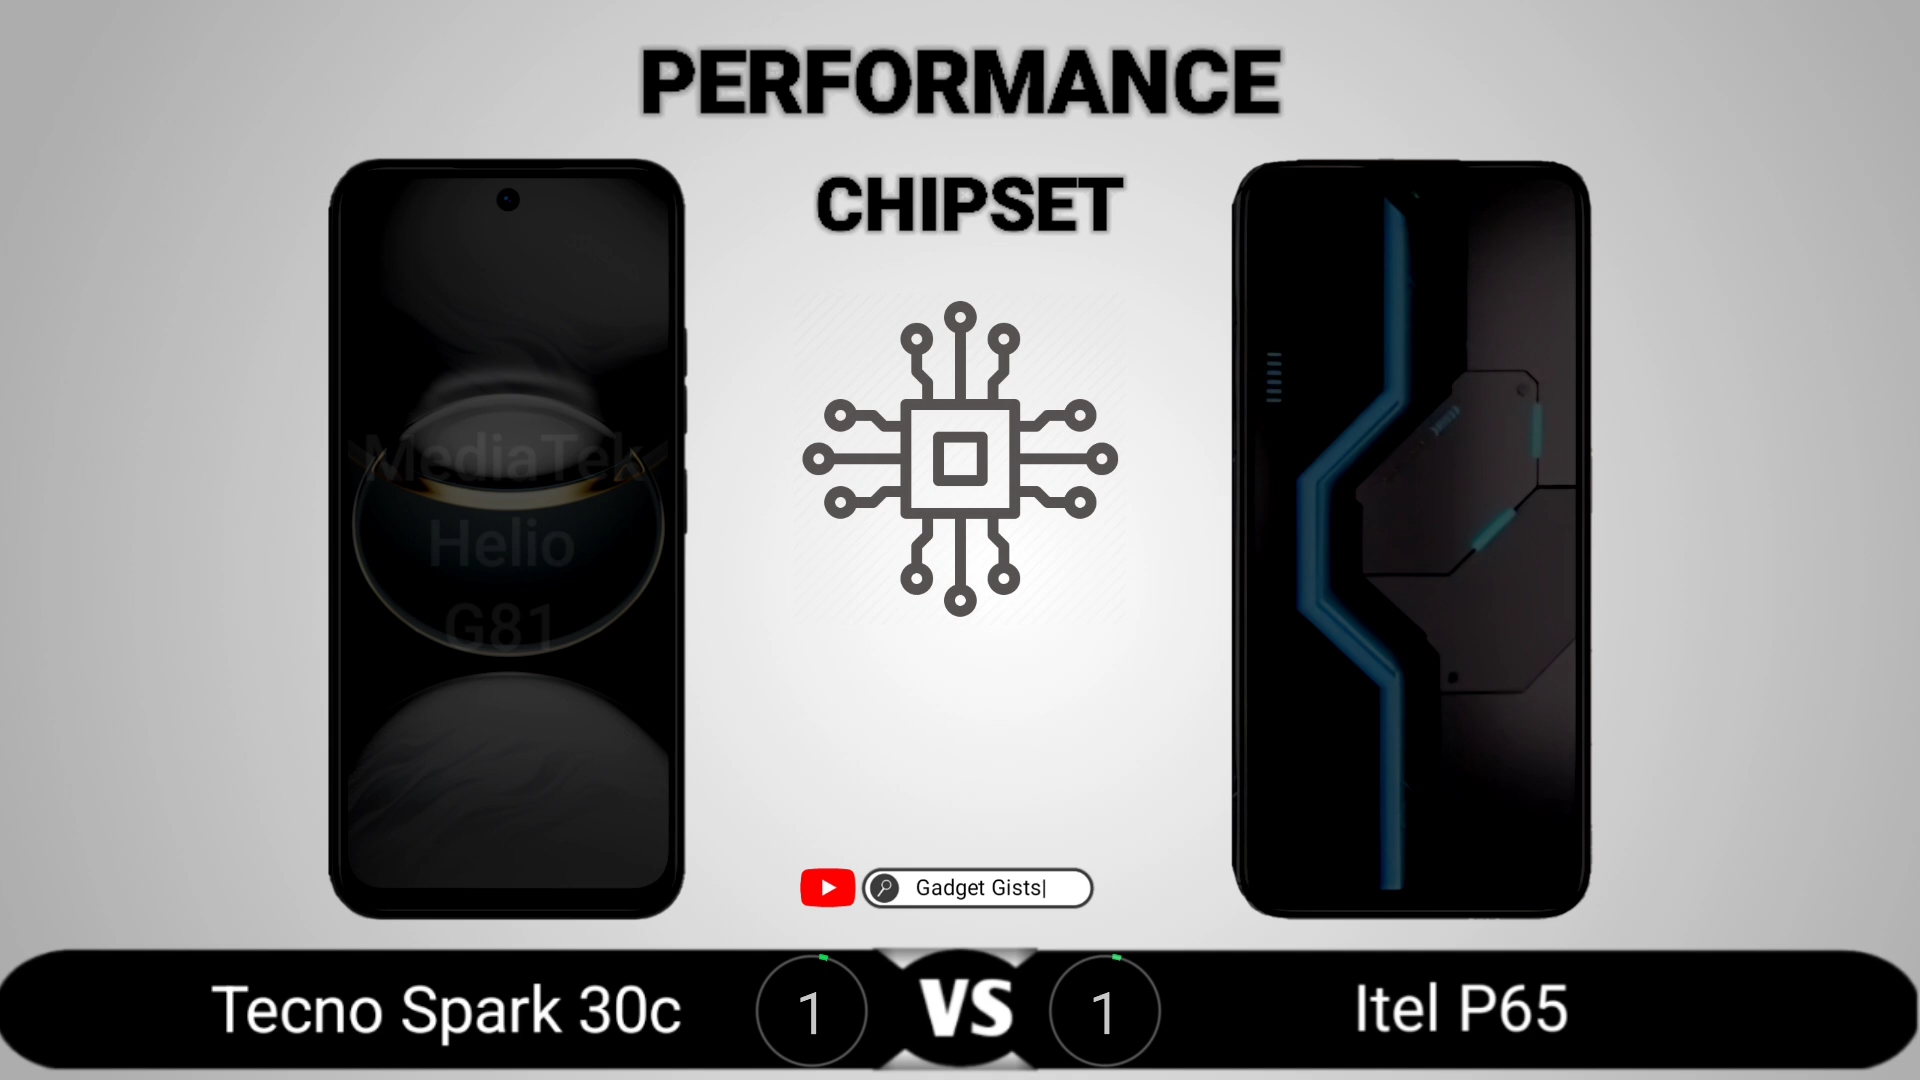 PERFORMANCE
CHIPSET
MediaTek
Helio
G81
Gadget Gists|
Tecno Spark 30c
1
VS
1
Itel P65